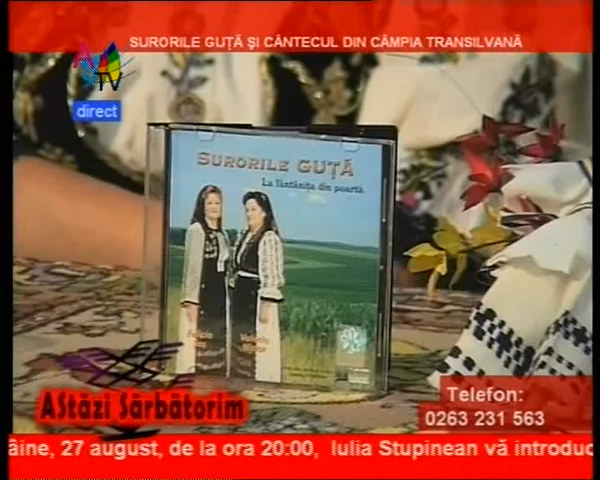 SURORILE GUȚĂ ȘI CÂNTECUL DIN CÂMPIA TRANSILVANĂ
TV
direct
SURORILE GUȚĂ
La fântânița din poartă
AStăzi Sărbătorim
Telefon:
0263 231 563
âine, 27 august, de la ora 20:00, Iulia Stupinean vă introduc